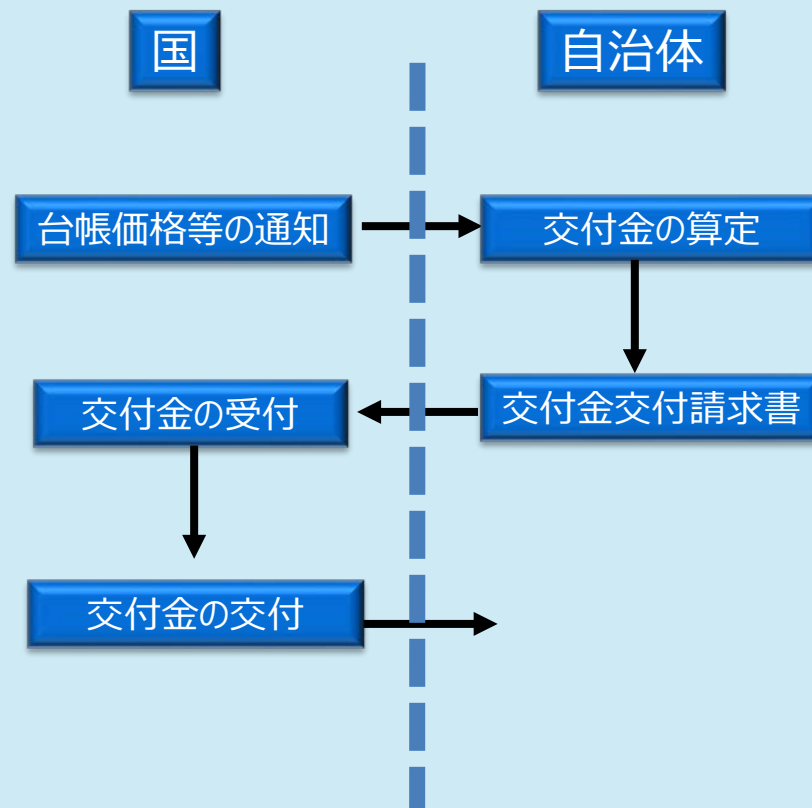 国
自治体
台帳価格等の通知
交付金の算定
交付金の受付
交付金交付請求書
交付金の交付